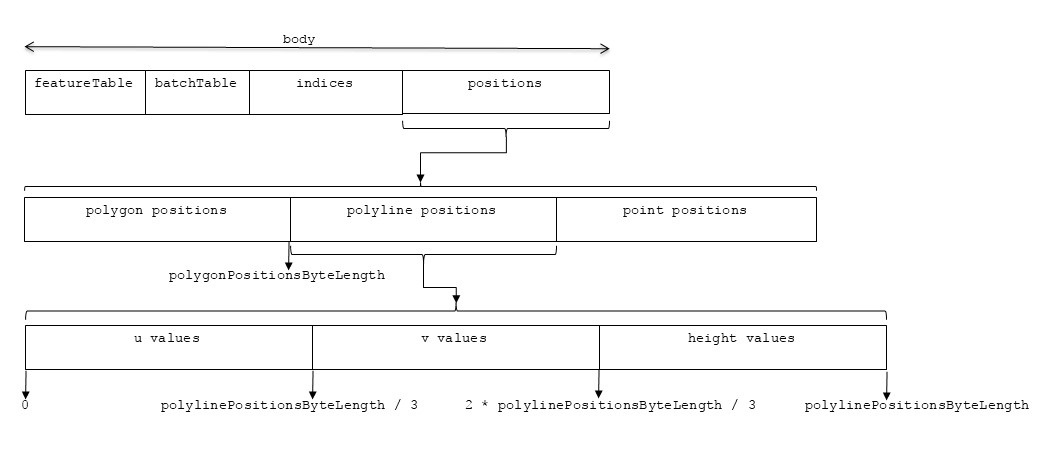 body
featureTable batchTable indices positions
polygon positions polyline positions point positions
polygonPositionsByteLength
u values v values height values
0 polylinePositionsByteLength / 3 2 * polylinePositionsByteLength / 3 polylinePositionsByteLength